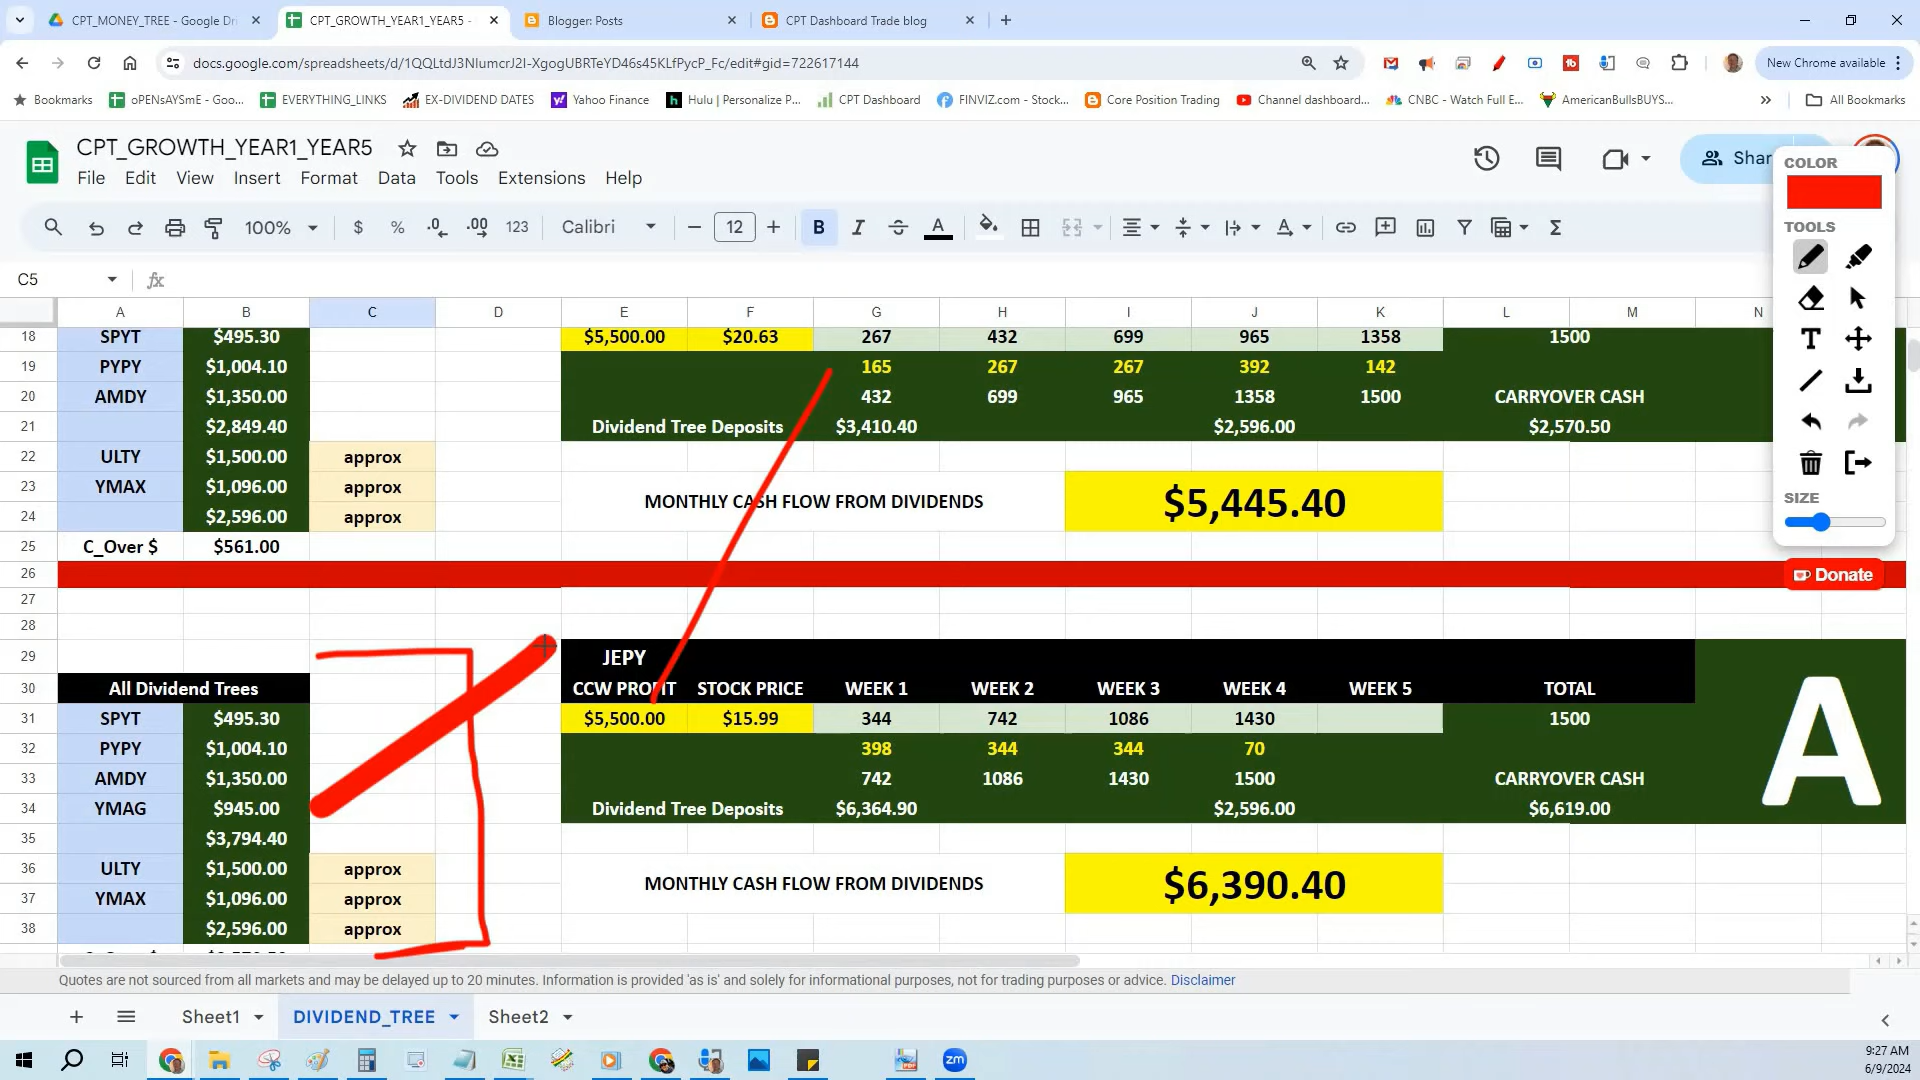 CPT_MONEY_TREE - Google Dri
CPT_GROWTH_YEAR1_YEAR5 -
Blogger: Posts
CPT Dashboard Trade blog
docs.google.com/spreadsheets/d/1QQLtdJ3NIumcrJ2I-XgogUBRTeYD46s45KLfPycP_Fc/edit#gid=722617144
New Chrome available
Bookmarks
oPENsAYSmE - Goo...
EVERYTHING_LINKS
EX-DIVIDEND DATES
Yahoo Finance
Hulu | Personalize P...
CPT Dashboard
FINVIZ.com - Stock...
Core Position Trading
Channel dashboard...
CNBC - Watch Full E...
AmericanBullsBUYS...
All Bookmarks
CPT_GROWTH_YEAR1_YEAR5
Shar
File Edit View Insert Format Data Tools Extensions Help
100% $ % .0 .00 123 Calibri 12 B I
C5 fx
A B C D E F G H I J K L M N
18 SPYT $495.30 $5,500.00 $20.63 267 432 699 965 1358 1500
19 PYPY $1,004.10 165 267 267 392 142
20 AMDY $1,350.00 432 699 965 1358 1500 CARRYOVER CASH
21 $2,849.40 Dividend Tree Deposits $3,410.40 $2,596.00 $2,570.50
22 ULTY $1,500.00 approx
23 YMAX $1,096.00 approx MONTHLY CASH FLOW FROM DIVIDENDS $5,445.40
24 $2,596.00 approx
25 C_Over $ $561.00
26
27
28
29 JEPY
30 All Dividend Trees CCW PROFIT STOCK PRICE WEEK 1 WEEK 2 WEEK 3 WEEK 4 WEEK 5 TOTAL
31 SPYT $495.30 $5,500.00 $15.99 344 742 1086 1430 1500
32 PYPY $1,004.10 398 344 344 70
33 AMDY $1,350.00 742 1086 1430 1500 CARRYOVER CASH
34 YMAG $945.00 Dividend Tree Deposits $6,364.90 $2,596.00 $6,619.00
A
35 $3,794.40
36 ULTY $1,500.00 approx
37 YMAX $1,096.00 approx MONTHLY CASH FLOW FROM DIVIDENDS $6,390.40
38 $2,596.00 approx
COLOR
TOOLS
T
SIZE
Donate
Quotes are not sourced from all markets and may be delayed up to 20 minutes. Information is provided 'as is' and solely for informational purposes, not for trading purposes or advice. Disclaimer
Sheet1 DIVIDEND_TREE Sheet2
zm
9:27 AM
6/9/2024